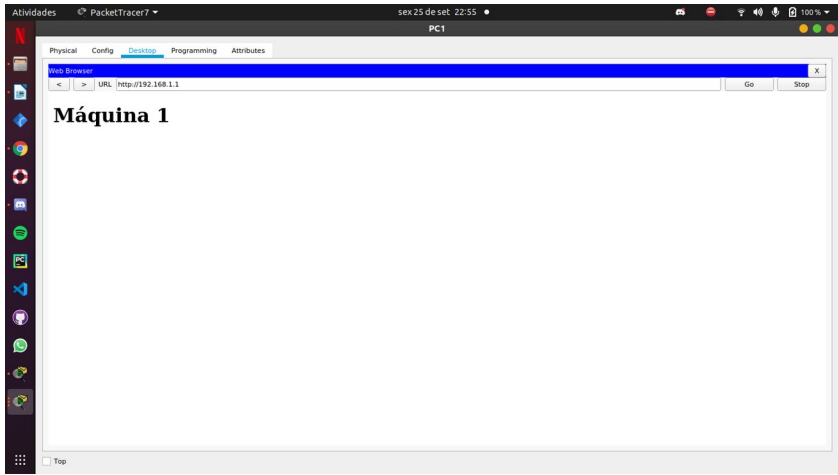 Atividades PacketTracer7 sex 25 de set 22:55 100 %
PC1
Physical Config Desktop Programming Attributes
Web Browser X
< > URL http://192.168.1.1 Go Stop
Máquina 1
N
PC
Top